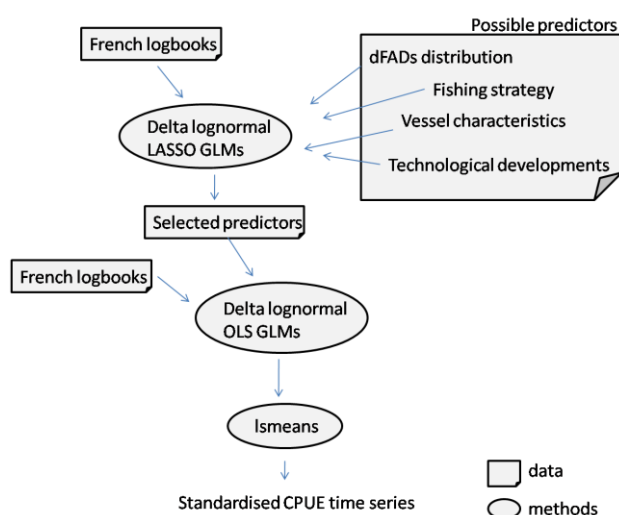 Possible predictors
French logbooks
dFADs distribution
Fishing strategy
Vessel characteristics
Technological developments
Delta lognormal
LASSO GLMs
Selected predictors
French logbooks
Delta lognormal
OLS GLMs
lsmeans
Standardised CPUE time series
data
methods